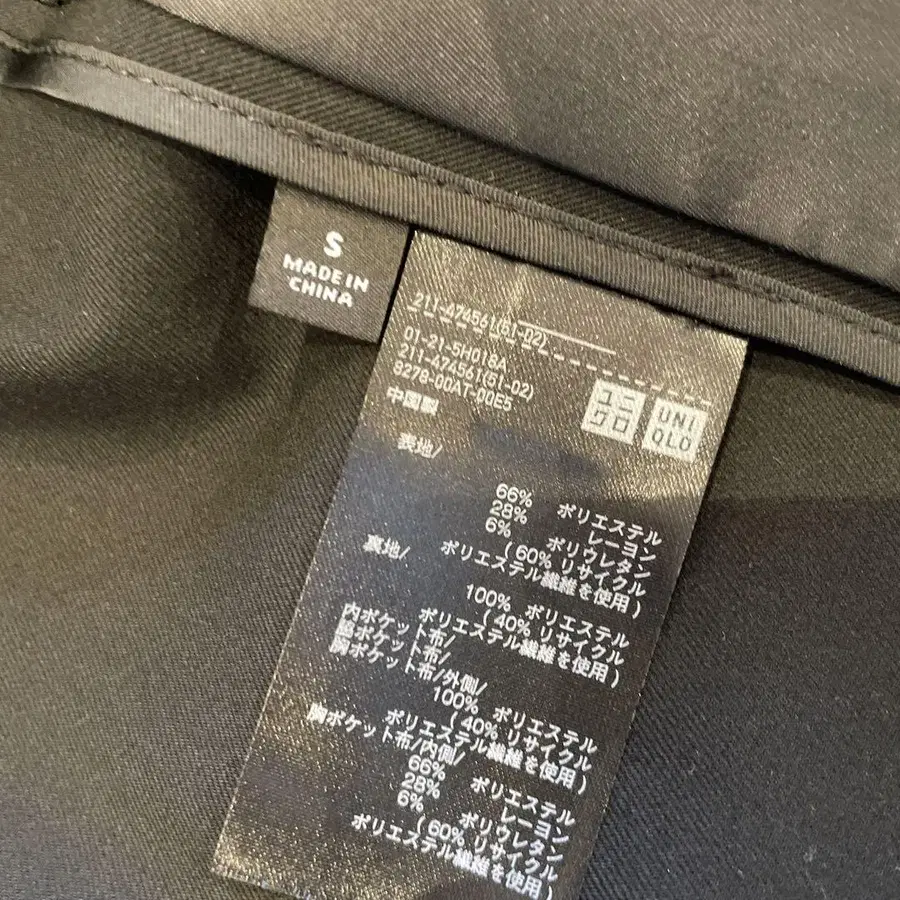 S
MADE IN
CHINA
211-474561(51-02)
01-21-5H018A
211-474561(51-02)
8278-00AT-00E5
中国製
ユニ
クロ
UNI
QLO
表地/
66% ポリエステル
28% レーヨン
6% ポリウレタン
(60% リサイクル
ポリエステル繊維を使用)
裏地/
100% ポリエステル
(40% リサイクル
ポリエステル繊維を使用)
内ポケット布/
脇ポケット布/
胸ポケット布/外側/
100% ポリエステル
(40% リサイクル
ポリエステル繊維を使用)
胸ポケット布/内側/
66% ポリエステル
28% レーヨン
6% ポリウレタン
(60% リサイクル
ポリエステル繊維を使用)